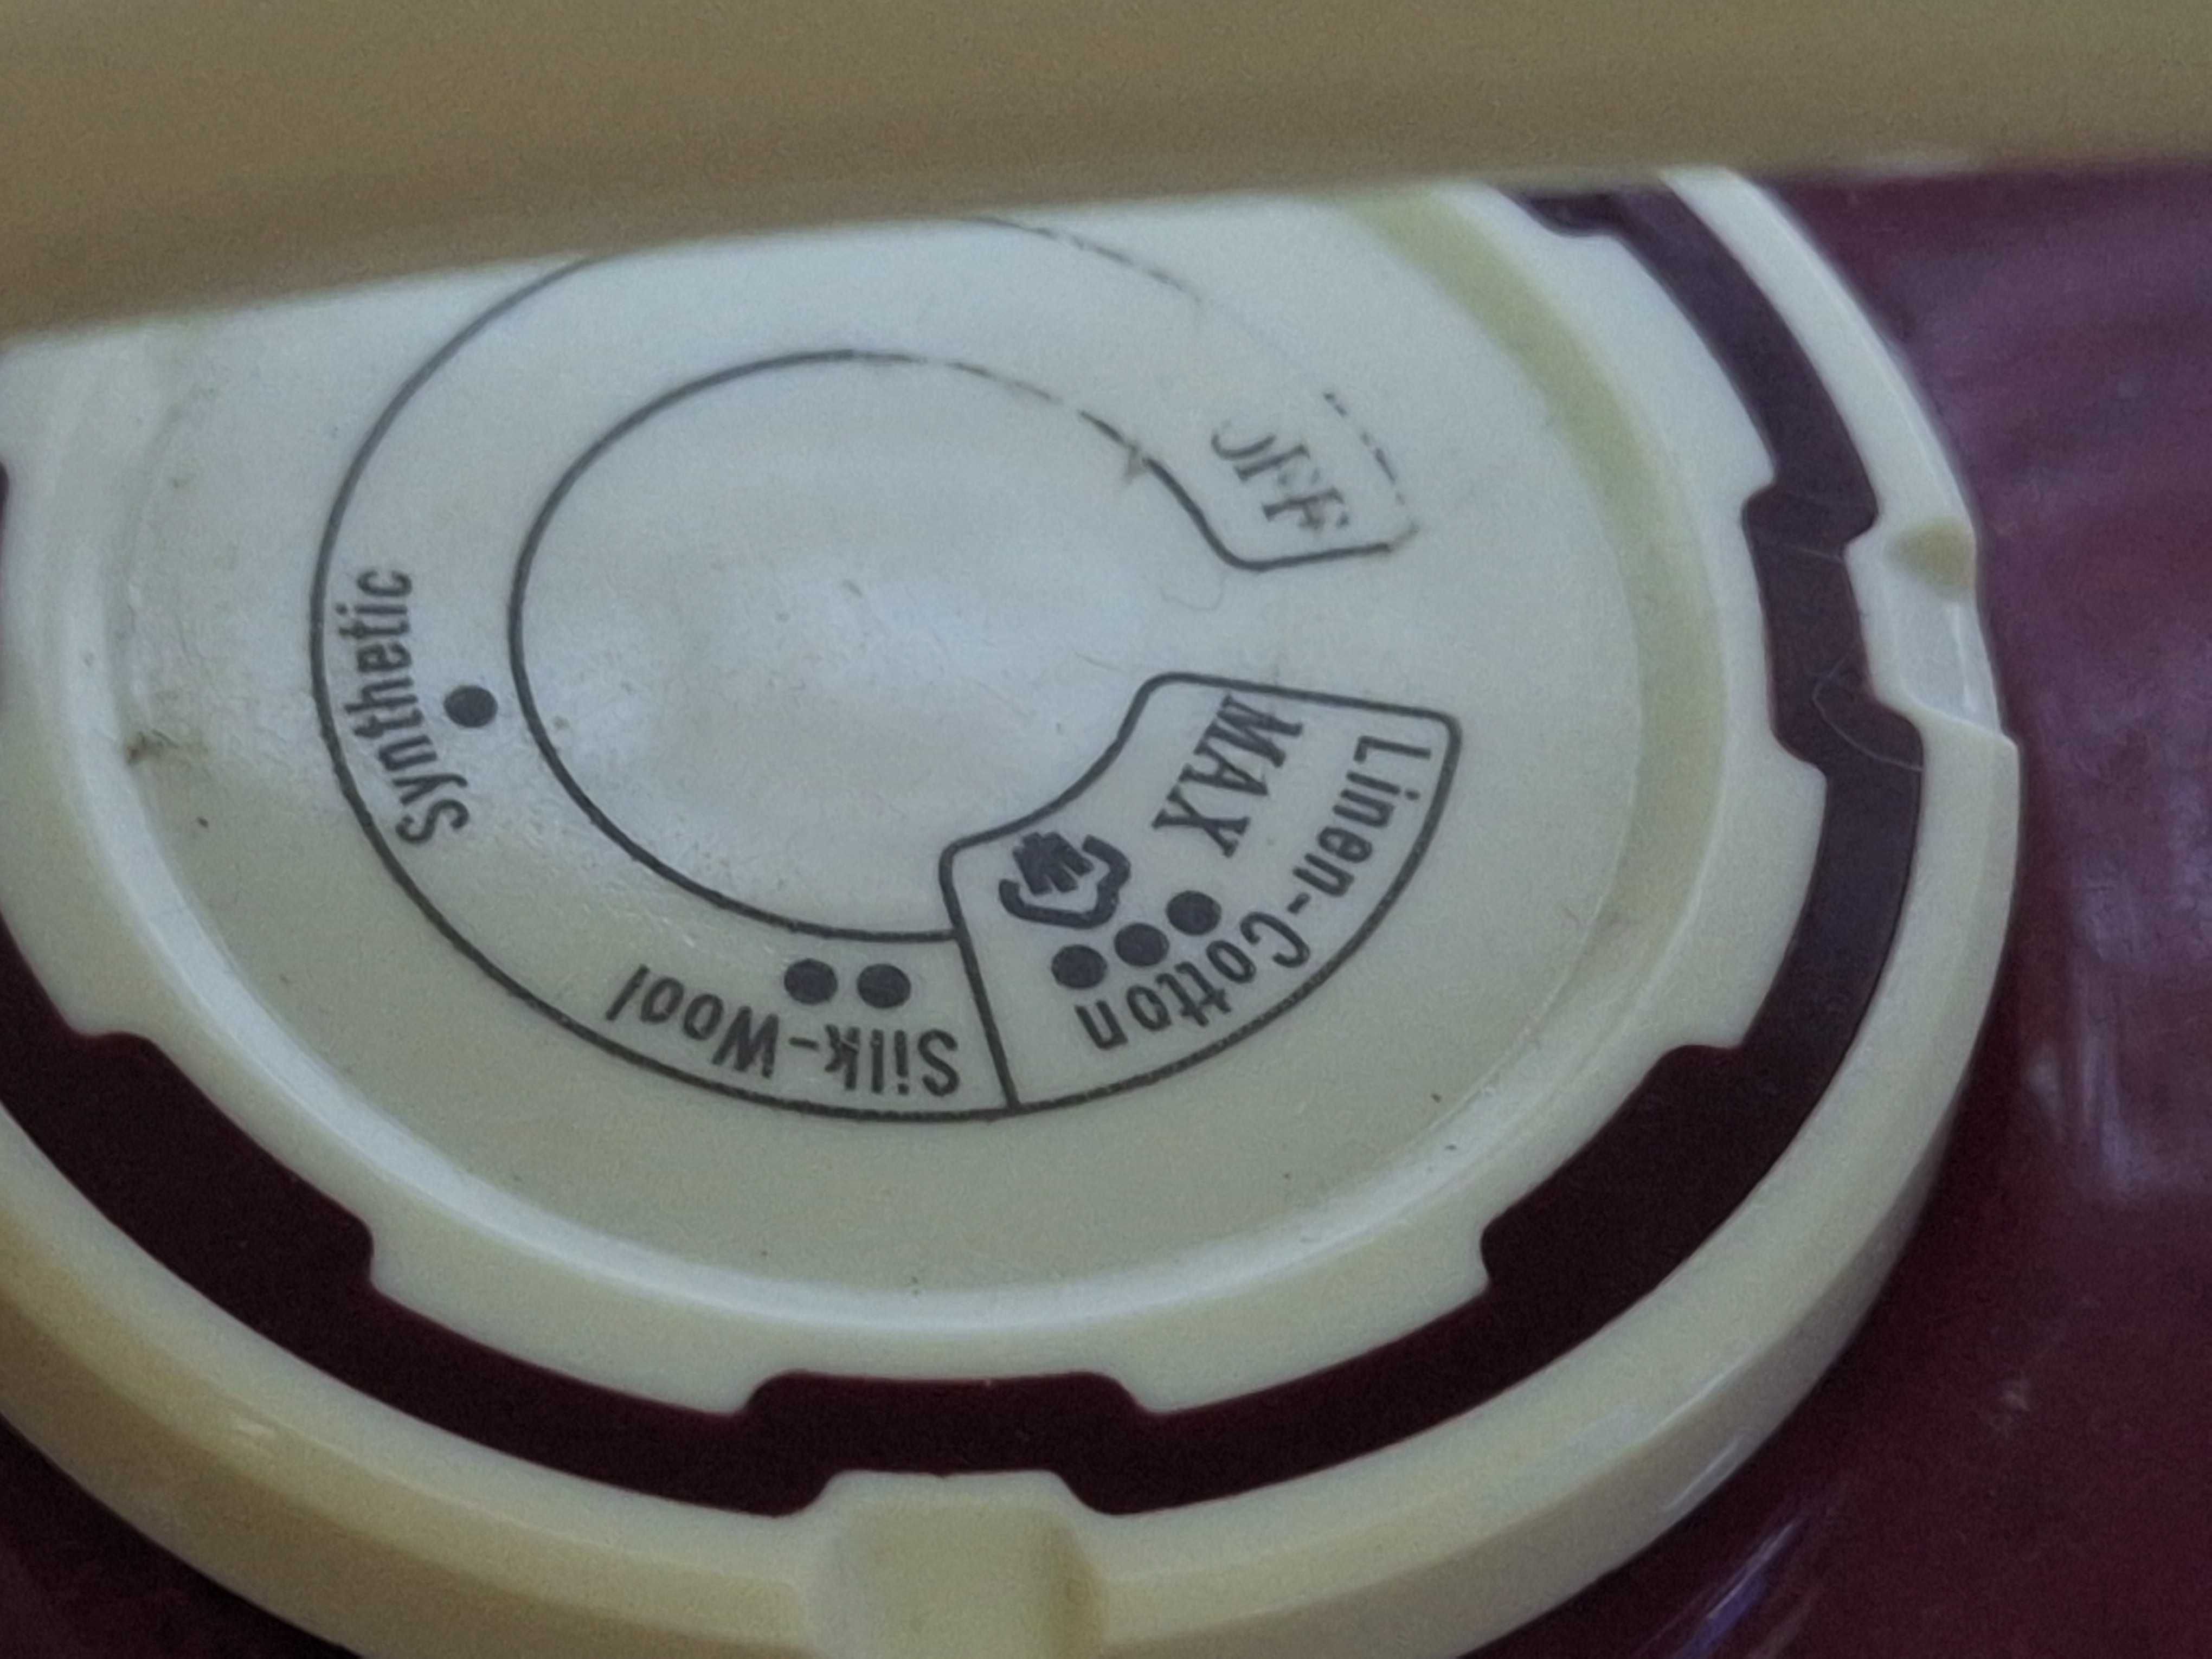 OFF
Synthetic
Silk-Wool
Linen-Cotton
MAX